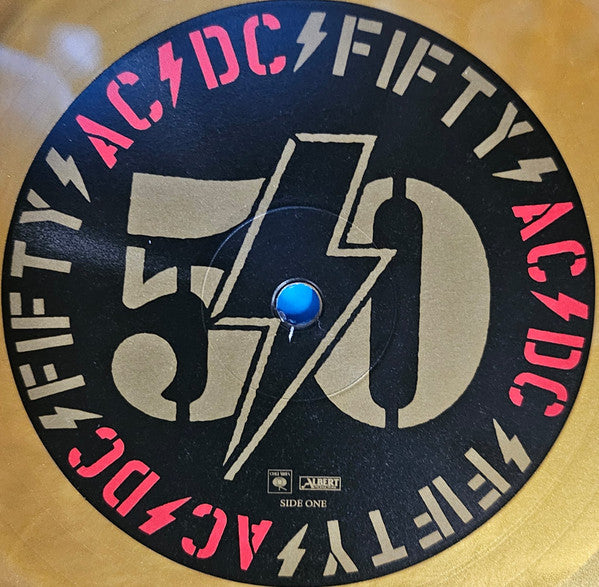 AC DC FIFTY AC DC FIFTY AC DC FIFTY
50
COLUMBIA
ALBERT
SIDE ONE